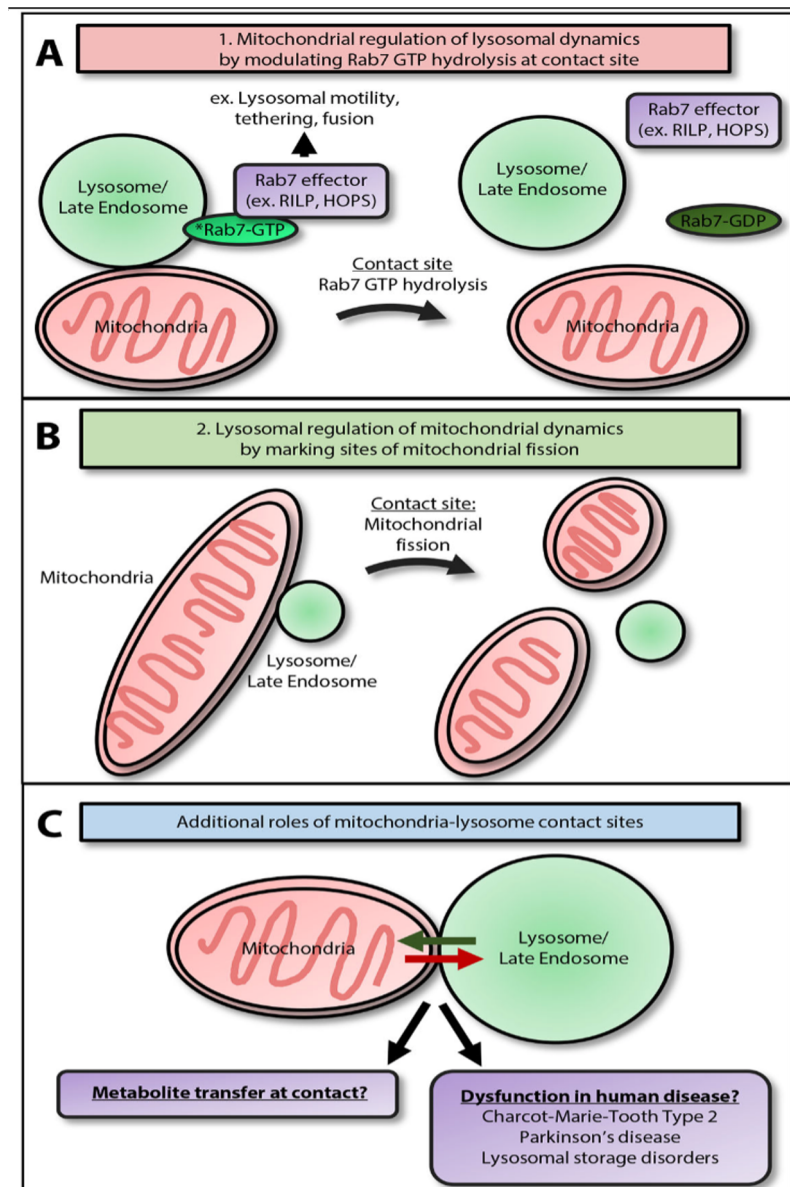 A
1. Mitochondrial regulation of lysosomal dynamics
by modulating Rab7 GTP hydrolysis at contact site
ex. Lysosomal motility,
tethering, fusion
Lysosome/
Late Endosome
Rab7 effector
(ex. RILP, HOPS)
*Rab7-GTP
Mitochondria
Contact site
Rab7 GTP hydrolysis
Lysosome/
Late Endosome
Rab7 effector
(ex. RILP, HOPS)
Rab7-GDP
Mitochondria
B
2. Lysosomal regulation of mitochondrial dynamics
by marking sites of mitochondrial fission
Mitochondria
Lysosome/
Late Endosome
Contact site:
Mitochondrial
fission
C
Additional roles of mitochondria-lysosome contact sites
Mitochondria
Lysosome/
Late Endosome
Metabolite transfer at contact?
Dysfunction in human disease?
Charcot-Marie-Tooth Type 2
Parkinson's disease
Lysosomal storage disorders